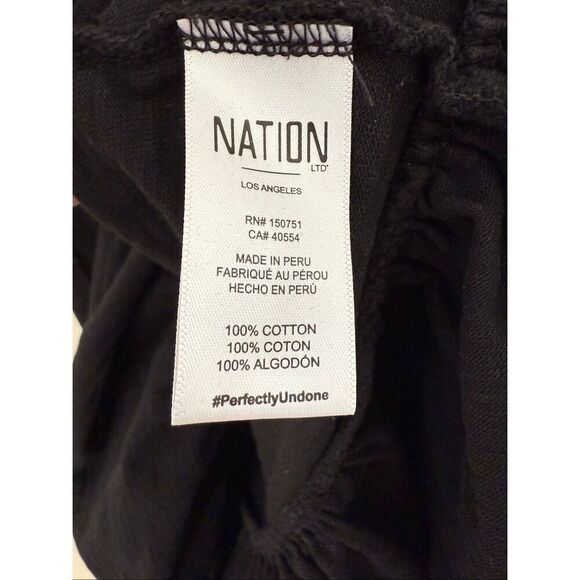 NATION
LTD
LOS ANGELES
RN# 150751
CA# 40554
MADE IN PERU
FABRIQUÉ AU PÉROU
HECHO EN PERÚ
100% COTTON
100% COTON
100% ALGODÓN
#PerfectlyUndone